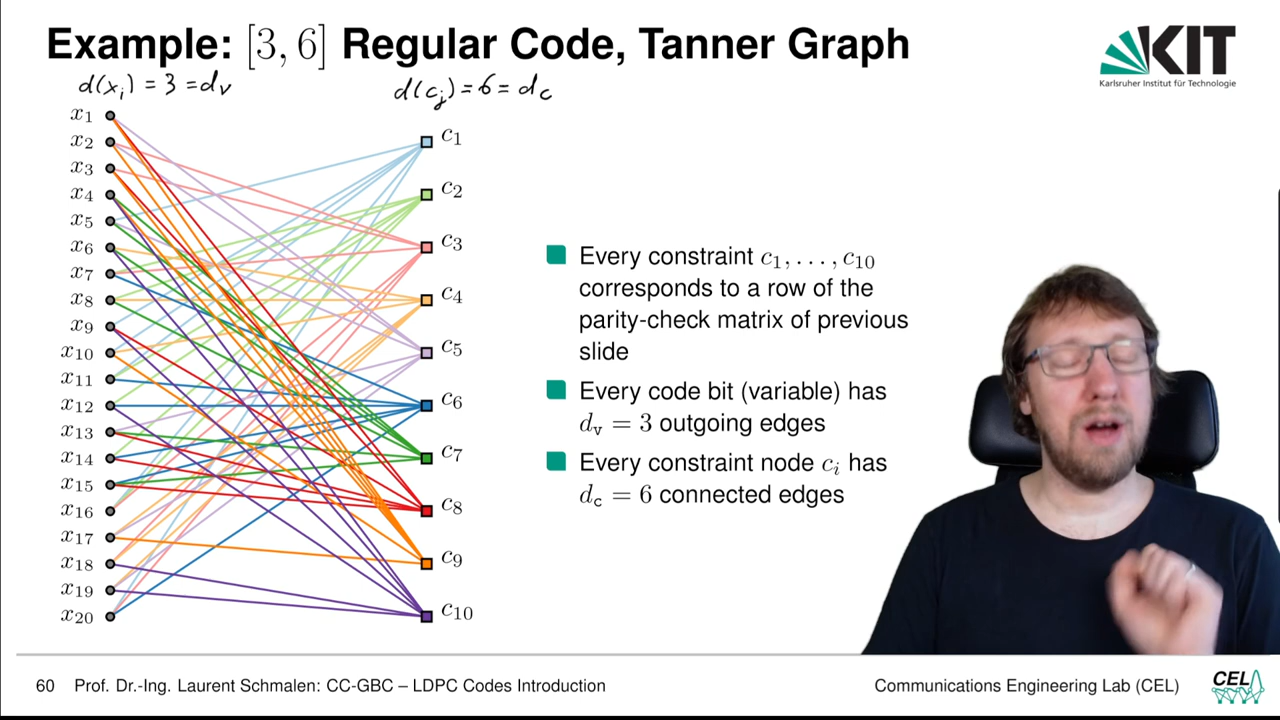 Example: [3, 6] Regular Code, Tanner Graph
KIT
Karlsruher Institut für Technologie
d(x_i) = 3 = d_v
d(c_j) = 6 = d_c
x_1
x_2
x_3
x_4
x_5
x_6
x_7
x_8
x_9
x_10
x_11
x_12
x_13
x_14
x_15
x_16
x_17
x_18
x_19
x_20
c_1
c_2
c_3
c_4
c_5
c_6
c_7
c_8
c_9
c_10
Every constraint c_1, . . . , c_10
corresponds to a row of the
parity-check matrix of previous
slide
Every code bit (variable) has
d_v = 3 outgoing edges
Every constraint node c_i has
d_c = 6 connected edges
60 Prof. Dr.-Ing. Laurent Schmalen: CC-GBC – LDPC Codes Introduction
Communications Engineering Lab (CEL)
CEL